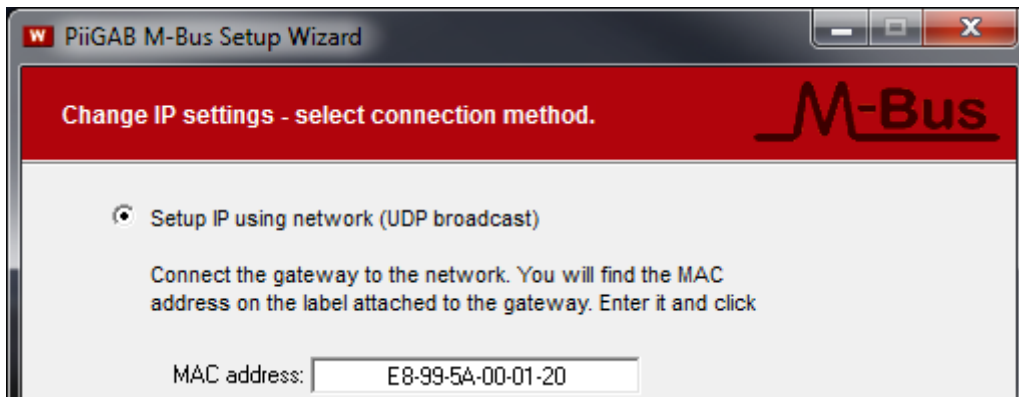 W PiiGAB M-Bus Setup Wizard
Change IP settings - select connection method.
M-Bus
Setup IP using network (UDP broadcast)
Connect the gateway to the network. You will find the MAC
address on the label attached to the gateway. Enter it and click
MAC address: E8-99-5A-00-01-20